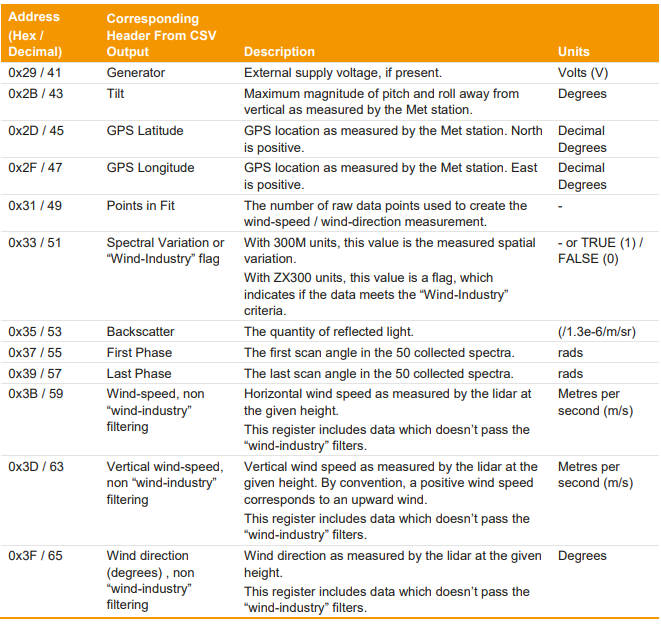 Address
(Hex /
Decimal)
Corresponding
Header From CSV
Output
Description
Units
0x29 / 41
Generator
External supply voltage, if present.
Volts (V)
0x2B / 43
Tilt
Maximum magnitude of pitch and roll away from
vertical as measured by the Met station.
Degrees
0x2D / 45
GPS Latitude
GPS location as measured by the Met station. North
is positive.
Decimal
Degrees
0x2F / 47
GPS Longitude
GPS location as measured by the Met station. East
is positive.
Decimal
Degrees
0x31 / 49
Points in Fit
The number of raw data points used to create the
wind-speed / wind-direction measurement.
-
0x33 / 51
Spectral Variation or
“Wind-Industry” flag
With 300M units, this value is the measured spatial
variation.
With ZX300 units, this value is a flag, which
indicates if the data meets the “Wind-Industry”
criteria.
- or TRUE (1) /
FALSE (0)
0x35 / 53
Backscatter
The quantity of reflected light.
(/1.3e-6/m/sr)
0x37 / 55
First Phase
The first scan angle in the 50 collected spectra.
rads
0x39 / 57
Last Phase
The last scan angle in the 50 collected spectra.
rads
0x3B / 59
Wind-speed, non
“wind-industry”
filtering
Horizontal wind speed as measured by the lidar at
the given height.
This register includes data which doesn’t pass the
“wind-industry” filters.
Metres per
second (m/s)
0x3D / 63
Vertical wind-speed,
non “wind-industry”
filtering
Vertical wind speed as measured by the lidar at the
given height. By convention, a positive wind speed
corresponds to an upward wind.
This register includes data which doesn’t pass the
“wind-industry” filters.
Metres per
second (m/s)
0x3F / 65
Wind direction
(degrees) , non
“wind-industry”
filtering
Wind direction as measured by the lidar at the given
height.
This register includes data which doesn’t pass the
“wind-industry” filters.
Degrees